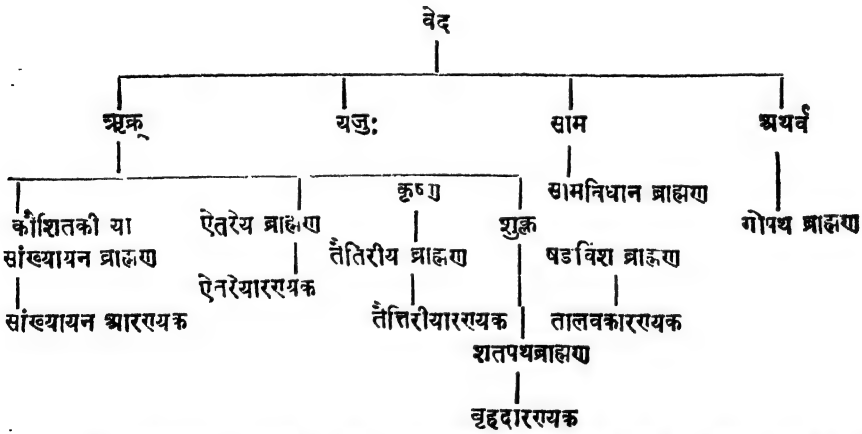 वेद
ऋक् यजुः साम अथर्व
कृष्ण सामविधान ब्राह्मण
कौशितकी या ऐतरेय ब्राह्मण शुक्ल गोपथ ब्राह्मण
सांख्यायन ब्राह्मण तैतिरीय ब्राह्मण षडविंश ब्राह्मण
ऐतरेयारण्यक
सांख्यायन आरण्यक तैत्तिरीयारण्यक तालवकारण्यक
शतपथब्राह्मण
वृहदारण्यक